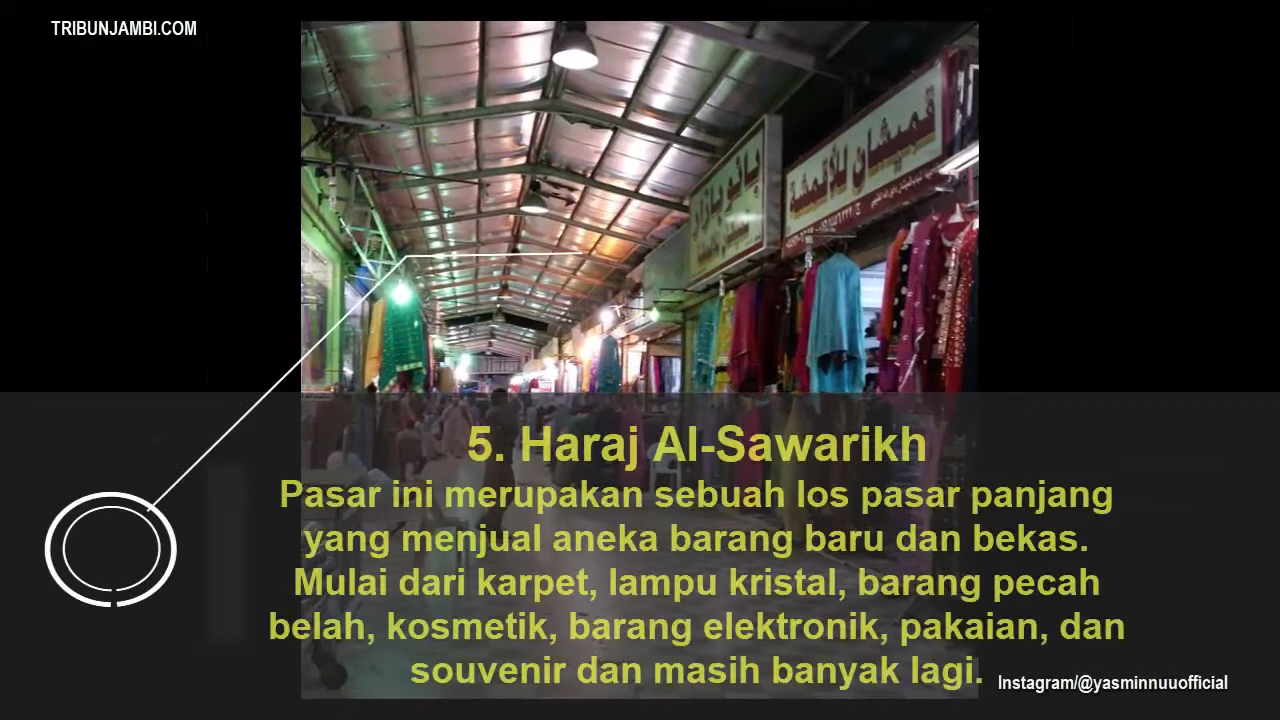 TRIBUNJAMBI.COM
قميشان للأقمشة
5. Haraj Al-Sawarikh
Pasar ini merupakan sebuah los pasar panjang
yang menjual aneka barang baru dan bekas.
Mulai dari karpet, lampu kristal, barang pecah
belah, kosmetik, barang elektronik, pakaian, dan
souvenir dan masih banyak lagi.
Instagram/@yasminnuuofficial